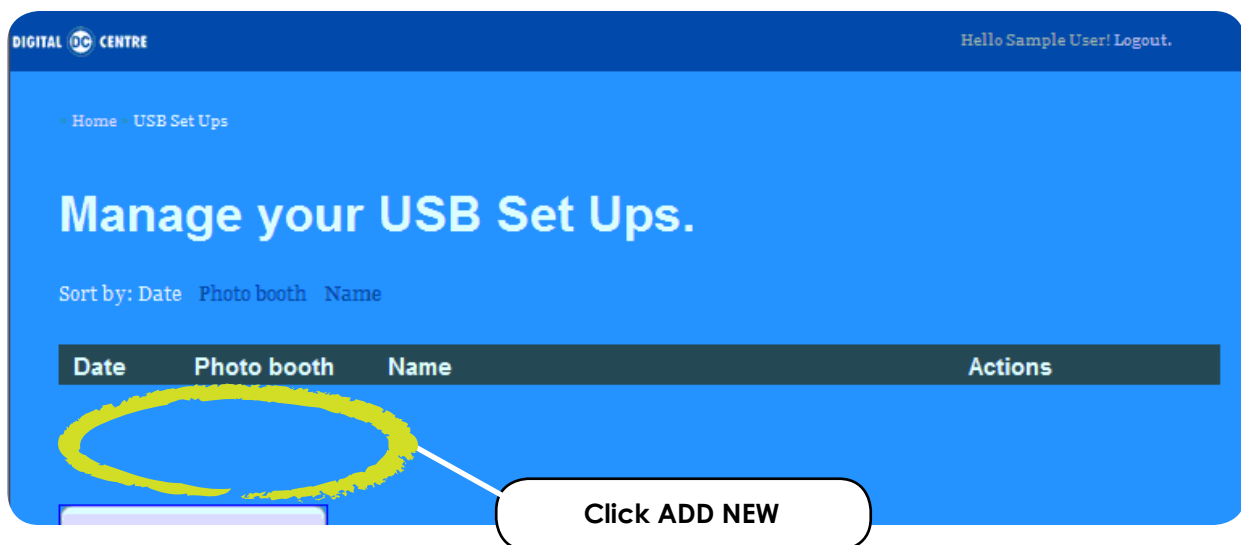 DIGITAL DC CENTRE
Hello Sample User! Logout.
Home USB Set Ups
Manage your USB Set Ups.
Sort by: Date Photo booth Name
Date Photo booth Name Actions
Click ADD NEW